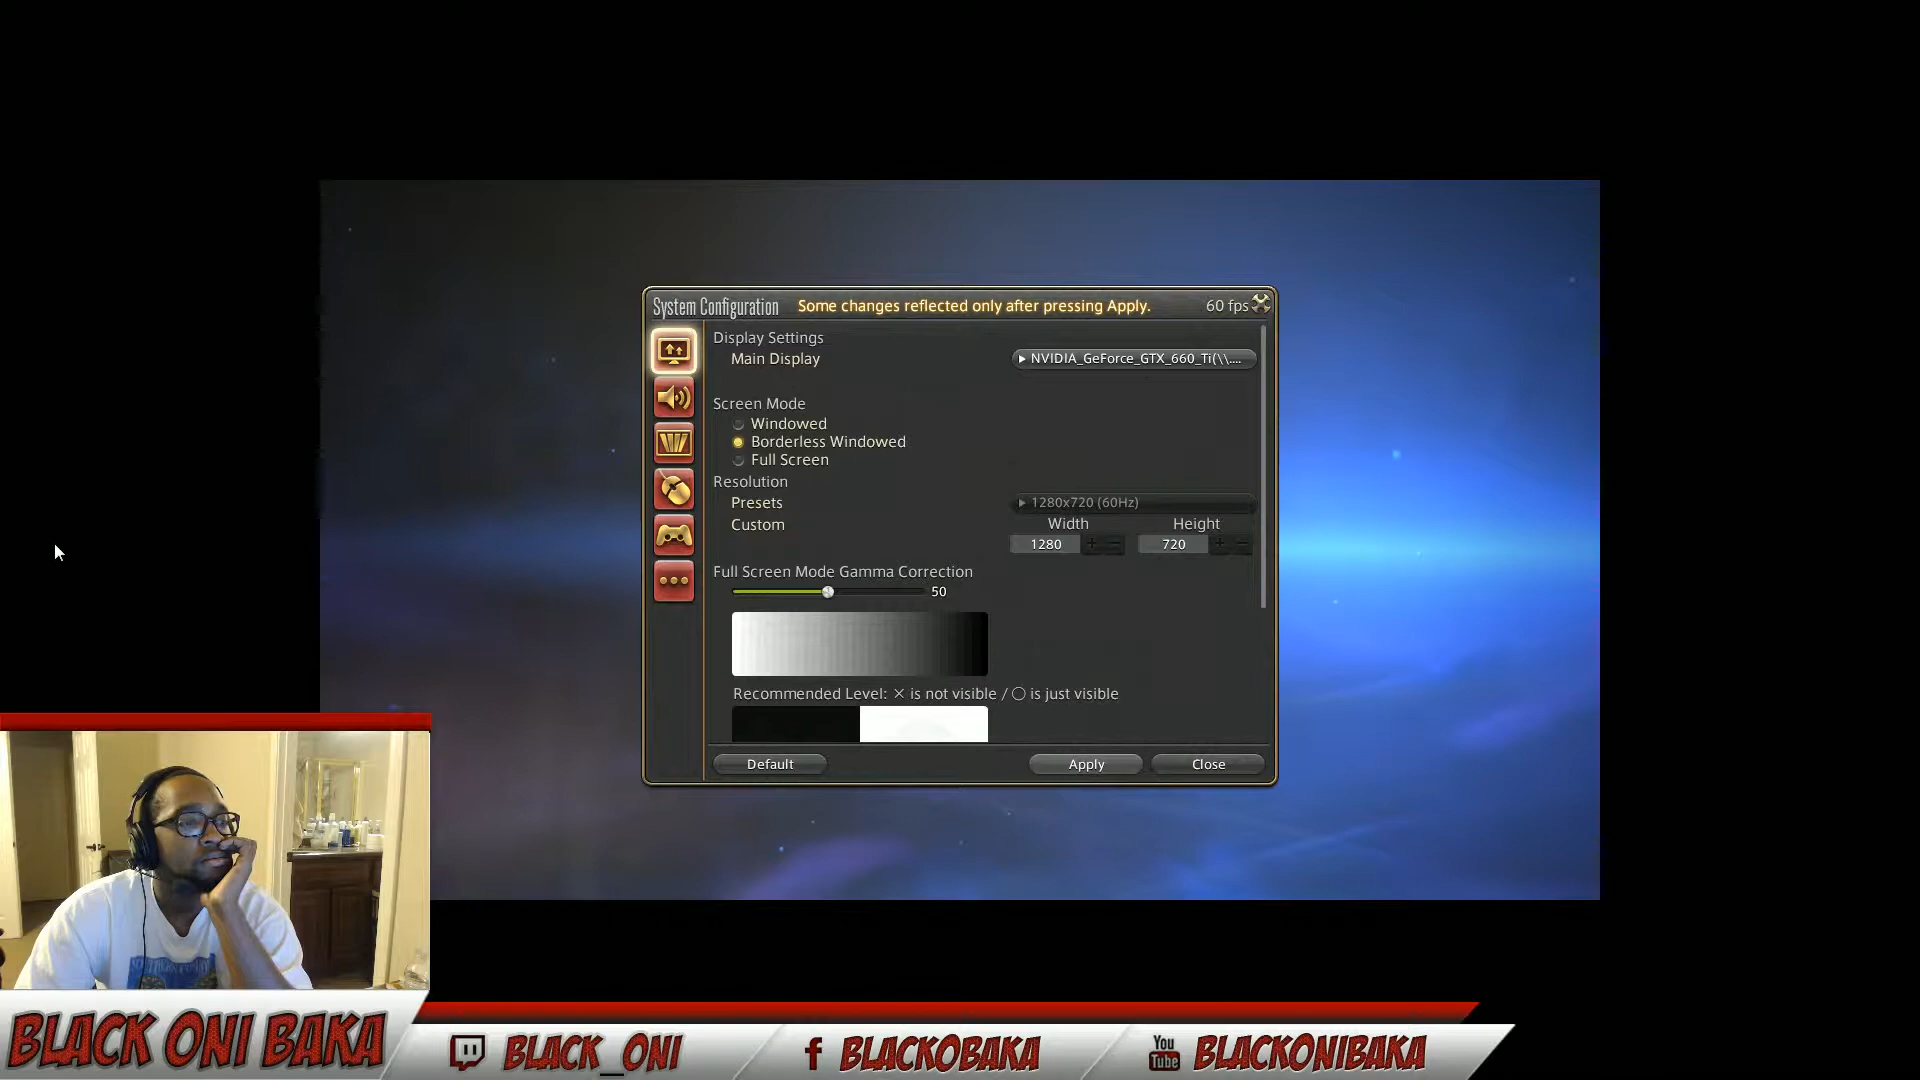 System Configuration
Some changes reflected only after pressing Apply.
60 fps
Display Settings
Main Display
NVIDIA_GeForce_GTX_660_Ti(\\....
Screen Mode
Windowed
Borderless Windowed
Full Screen
Resolution
Presets
1280x720 (60Hz)
Custom
Width
Height
1280
720
Full Screen Mode Gamma Correction
50
Recommended Level: ✕ is not visible / ○ is just visible
Default
Apply
Close
BLACK ONI BAKA
BLACK_ONI
f BLACKOBAKA
You Tube BLACKONIBAKA